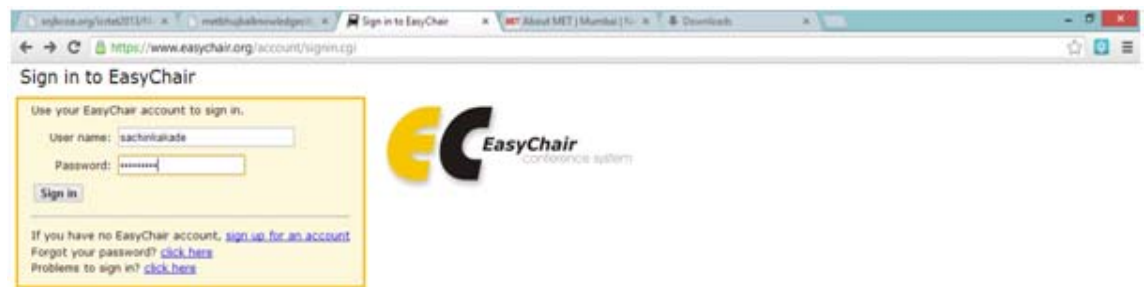 Sign in to EasyChair
About MET | Mumbai |
Downloads
https://www.easychair.org/account/signin.cgi
Sign in to EasyChair
Use your EasyChair account to sign in.
User name: sachinkakade
Password: ••••••••••
Sign in
If you have no EasyChair account, sign up for an account
Forgot your password? click here
Problems to sign in? click here
EC EasyChair
conference system